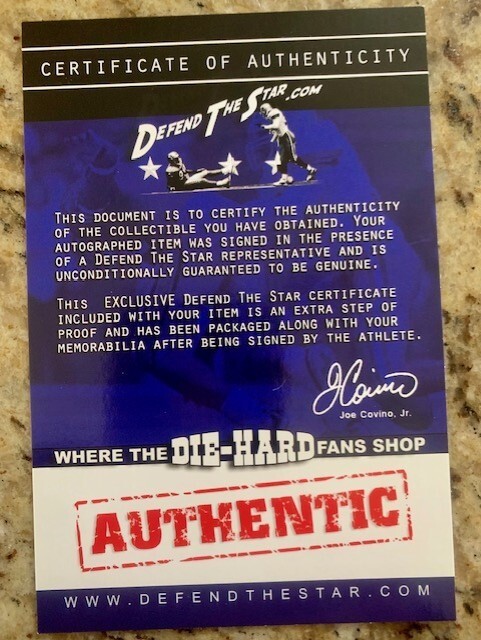 CERTIFICATE OF AUTHENTICITY
DEFEND THE STAR.COM
THIS DOCUMENT IS TO CERTIFY THE AUTHENTICITY
OF THE COLLECTIBLE YOU HAVE OBTAINED. YOUR
AUTOGRAPHED ITEM WAS SIGNED IN THE PRESENCE
OF A DEFEND THE STAR REPRESENTATIVE AND IS
UNCONDITIONALLY GUARANTEED TO BE GENUINE.
THIS EXCLUSIVE DEFEND THE STAR CERTIFICATE
INCLUDED WITH YOUR ITEM IS AN EXTRA STEP OF
PROOF AND HAS BEEN PACKAGED ALONG WITH YOUR
MEMORABILIA AFTER BEING SIGNED BY THE ATHLETE.
J Covino
Joe Covino, Jr.
WHERE THE DIE-HARD FANS SHOP
AUTHENTIC
WWW.DEFENDTHESTAR.COM